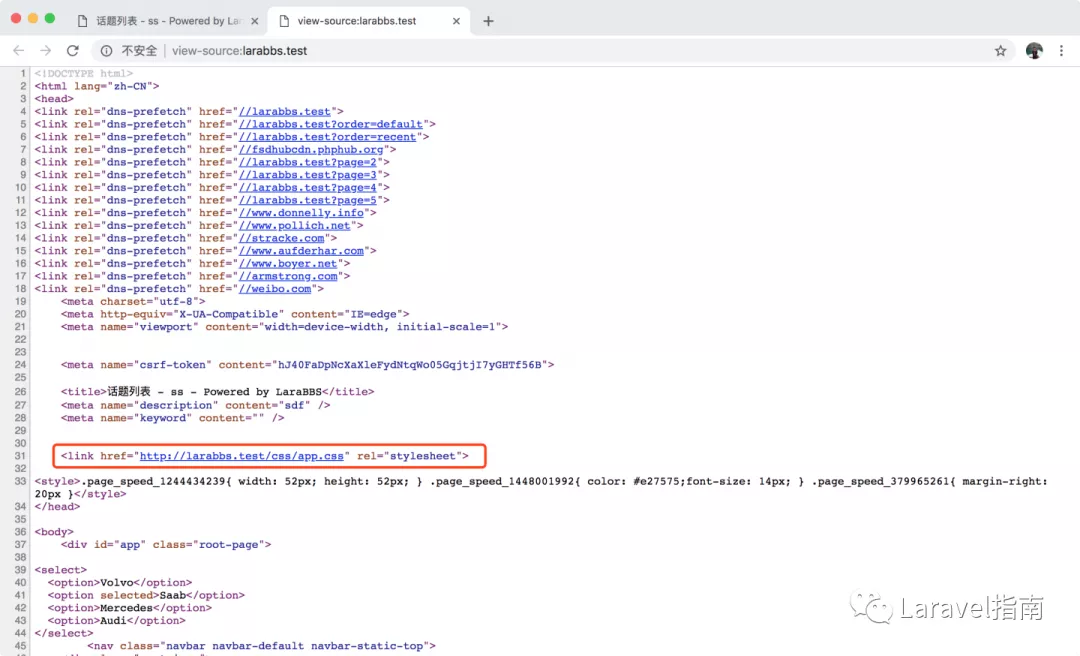 话题列表 - ss - Powered by Lar
view-source:larabbs.test
不安全 | view-source:larabbs.test
1 <!DOCTYPE html>
2 <html lang="zh-CN">
3 <head>
4 <link rel="dns-prefetch" href="//larabbs.test">
5 <link rel="dns-prefetch" href="//larabbs.test?order=default">
6 <link rel="dns-prefetch" href="//larabbs.test?order=recent">
7 <link rel="dns-prefetch" href="//fsdhubcdn.phphub.org">
8 <link rel="dns-prefetch" href="//larabbs.test?page=2">
9 <link rel="dns-prefetch" href="//larabbs.test?page=3">
10 <link rel="dns-prefetch" href="//larabbs.test?page=4">
11 <link rel="dns-prefetch" href="//larabbs.test?page=5">
12 <link rel="dns-prefetch" href="//www.donnelly.info">
13 <link rel="dns-prefetch" href="//www.pollich.net">
14 <link rel="dns-prefetch" href="//stracke.com">
15 <link rel="dns-prefetch" href="//www.aufderhar.com">
16 <link rel="dns-prefetch" href="//www.boyer.net">
17 <link rel="dns-prefetch" href="//armstrong.com">
18 <link rel="dns-prefetch" href="//weibo.com">
19 <meta charset="utf-8">
20 <meta http-equiv="X-UA-Compatible" content="IE=edge">
21 <meta name="viewport" content="width=device-width, initial-scale=1">
22
23
24 <meta name="csrf-token" content="hJ40FaDpNcXaXleFydNtqWo05GqjtjI7yGHTf56B">
25
26 <title>话题列表 - ss - Powered by LaraBBS</title>
27 <meta name="description" content="sdf" />
28 <meta name="keyword" content="" />
29
30
31 <link href="http://larabbs.test/css/app.css" rel="stylesheet">
32
33 <style>.page_speed_1244434239{ width: 52px; height: 52px; } .page_speed_1448001992{ color: #e27575;font-size: 14px; } .page_speed_379965261{ margin-right:
20px }</style>
34 </head>
35
36 <body>
37 <div id="app" class="root-page">
38
39 <select>
40 <option>Volvo</option>
41 <option selected>Saab</option>
42 <option>Mercedes</option>
43 <option>Audi</option>
44 </select>
45 <nav class="navbar navbar-default navbar-static-top">
Laravel指南